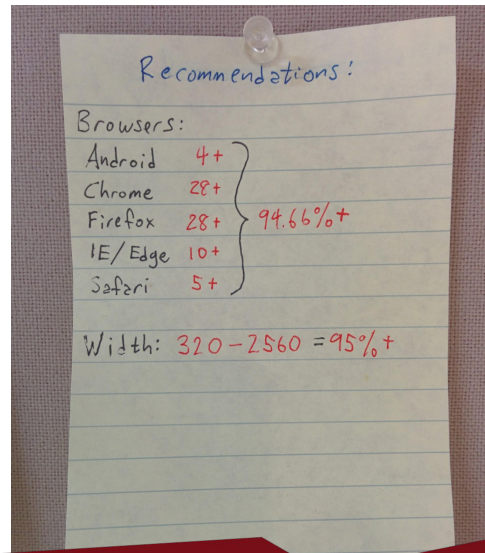 Recommendations:
Browsers:
Android 4+
Chrome 28+
Firefox 28+ } 94.66%+
IE/Edge 10+
Safari 5+
Width: 320-2560 = 95%+